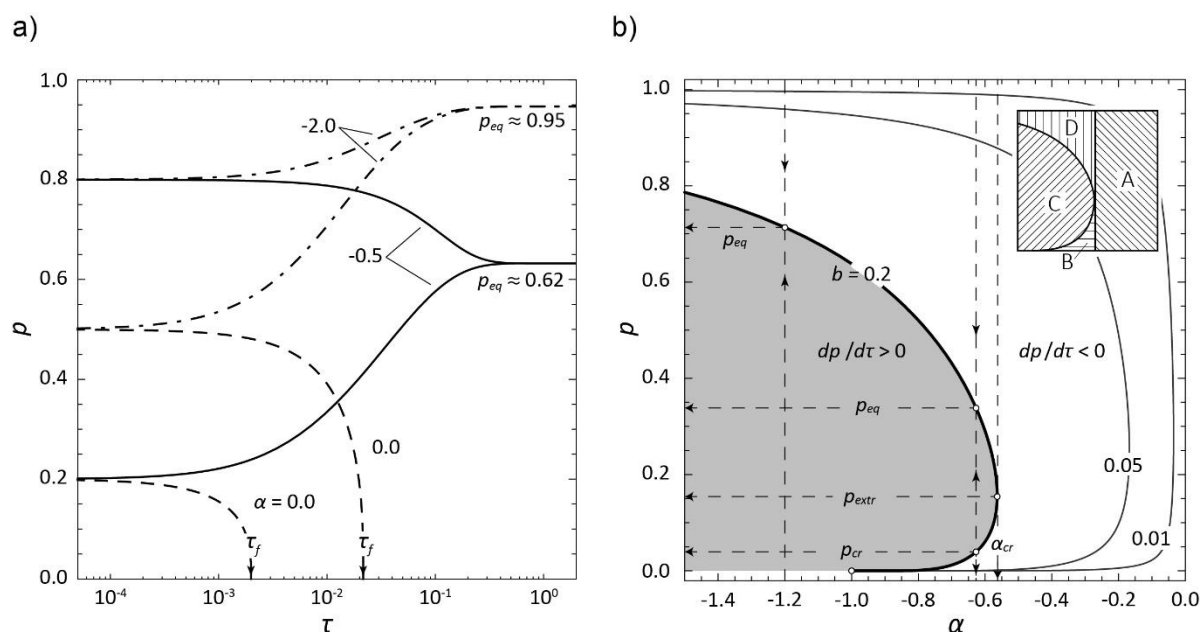 a)
b)
1.0
0.8
0.6
0.4
0.2
0.0
p
-2.0
p_eq ≈ 0.95
-0.5
p_eq ≈ 0.62
0.0
α = 0.0
τ_f
τ_f
10⁻⁴
10⁻³
10⁻²
10⁻¹
10⁰
τ
1.0
0.8
0.6
0.4
0.2
0.0
p
D
A
C
B
p_eq
b = 0.2
dp/dτ > 0
dp/dτ < 0
p_eq
p_extr
0.05
p_cr
α_cr
0.01
-1.4
-1.2
-1.0
-0.8
-0.6
-0.4
-0.2
0.0
α